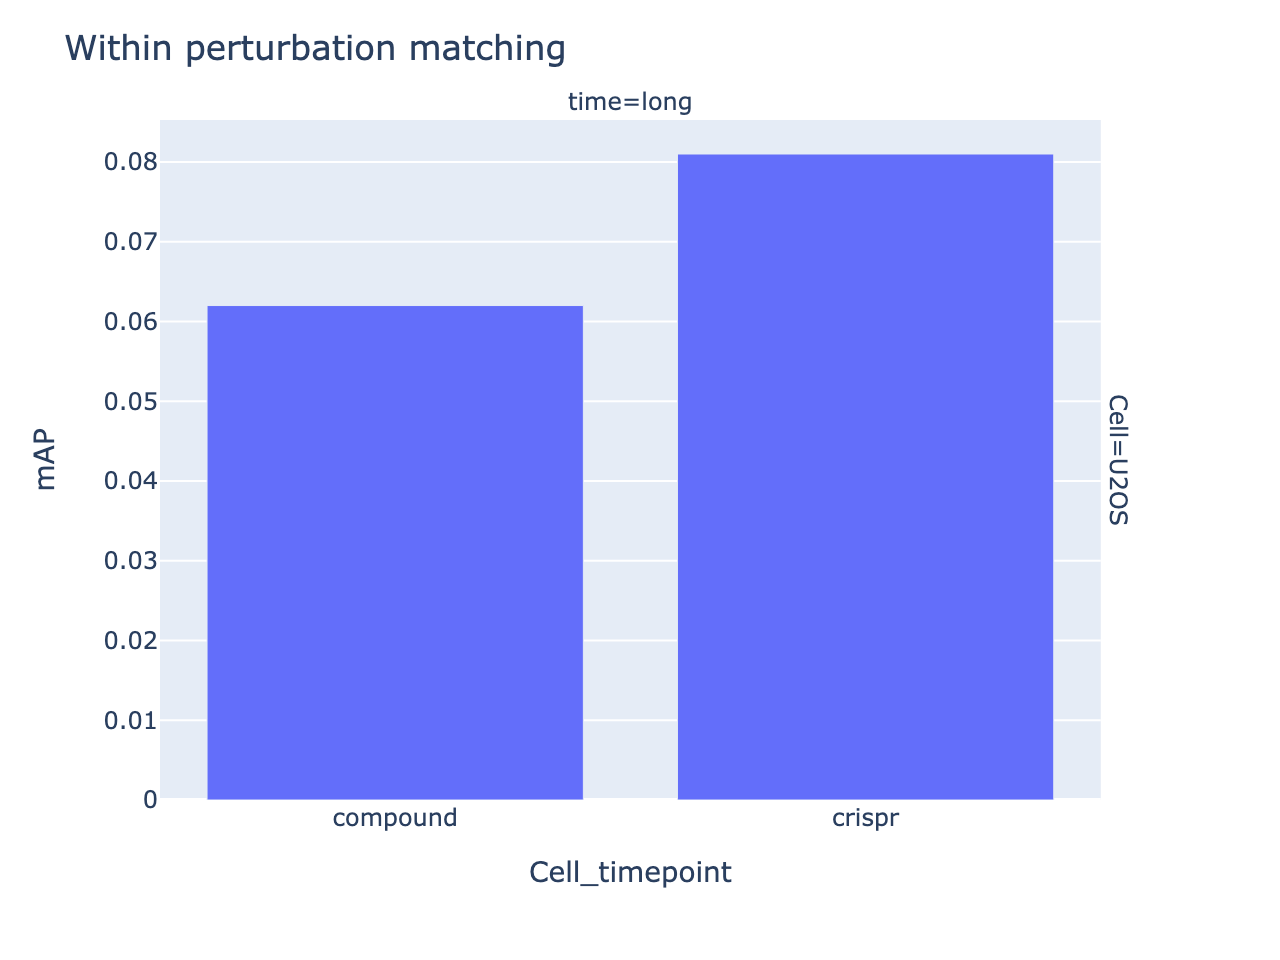 Within perturbation matching
time=long
0.08
0.07
0.06
0.05
0.04
0.03
0.02
0.01
0
mAP
Cell=U2OS
compound
crispr
Cell_timepoint